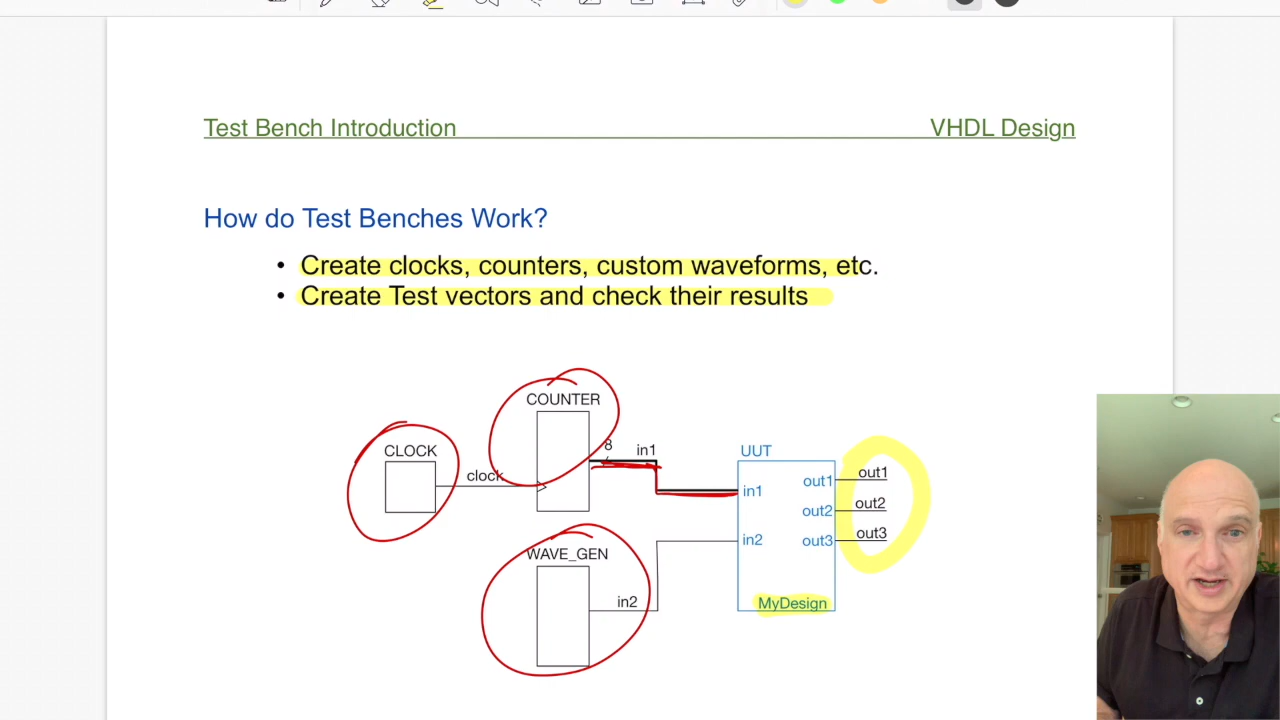 Test Bench Introduction VHDL Design
How do Test Benches Work?
• Create clocks, counters, custom waveforms, etc.
• Create Test vectors and check their results
COUNTER
8 in1
CLOCK
clock
UUT
in1
in2
out1
out2
out3
out1
out2
out3
MyDesign
WAVE_GEN
in2